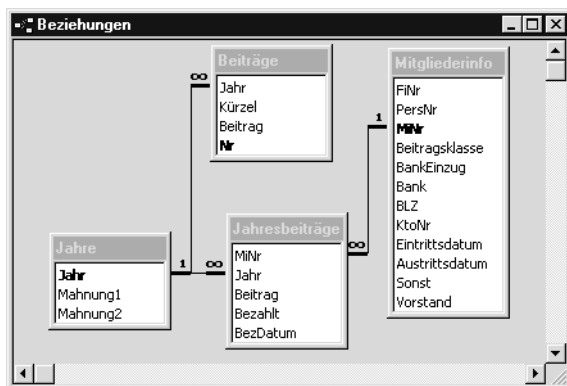 Beziehungen
Beiträge
Jahr
Kürzel
Beitrag
Nr
Mitgliederinfo
FiNr
PersNr
MiNr
Beitragsklasse
BankEinzug
Bank
BLZ
KtoNr
Eintrittsdatum
Austrittsdatum
Sonst
Vorstand
Jahre
Jahr
Mahnung1
Mahnung2
Jahresbeiträge
MiNr
Jahr
Beitrag
Bezahlt
BezDatum
∞
1
1
∞
∞